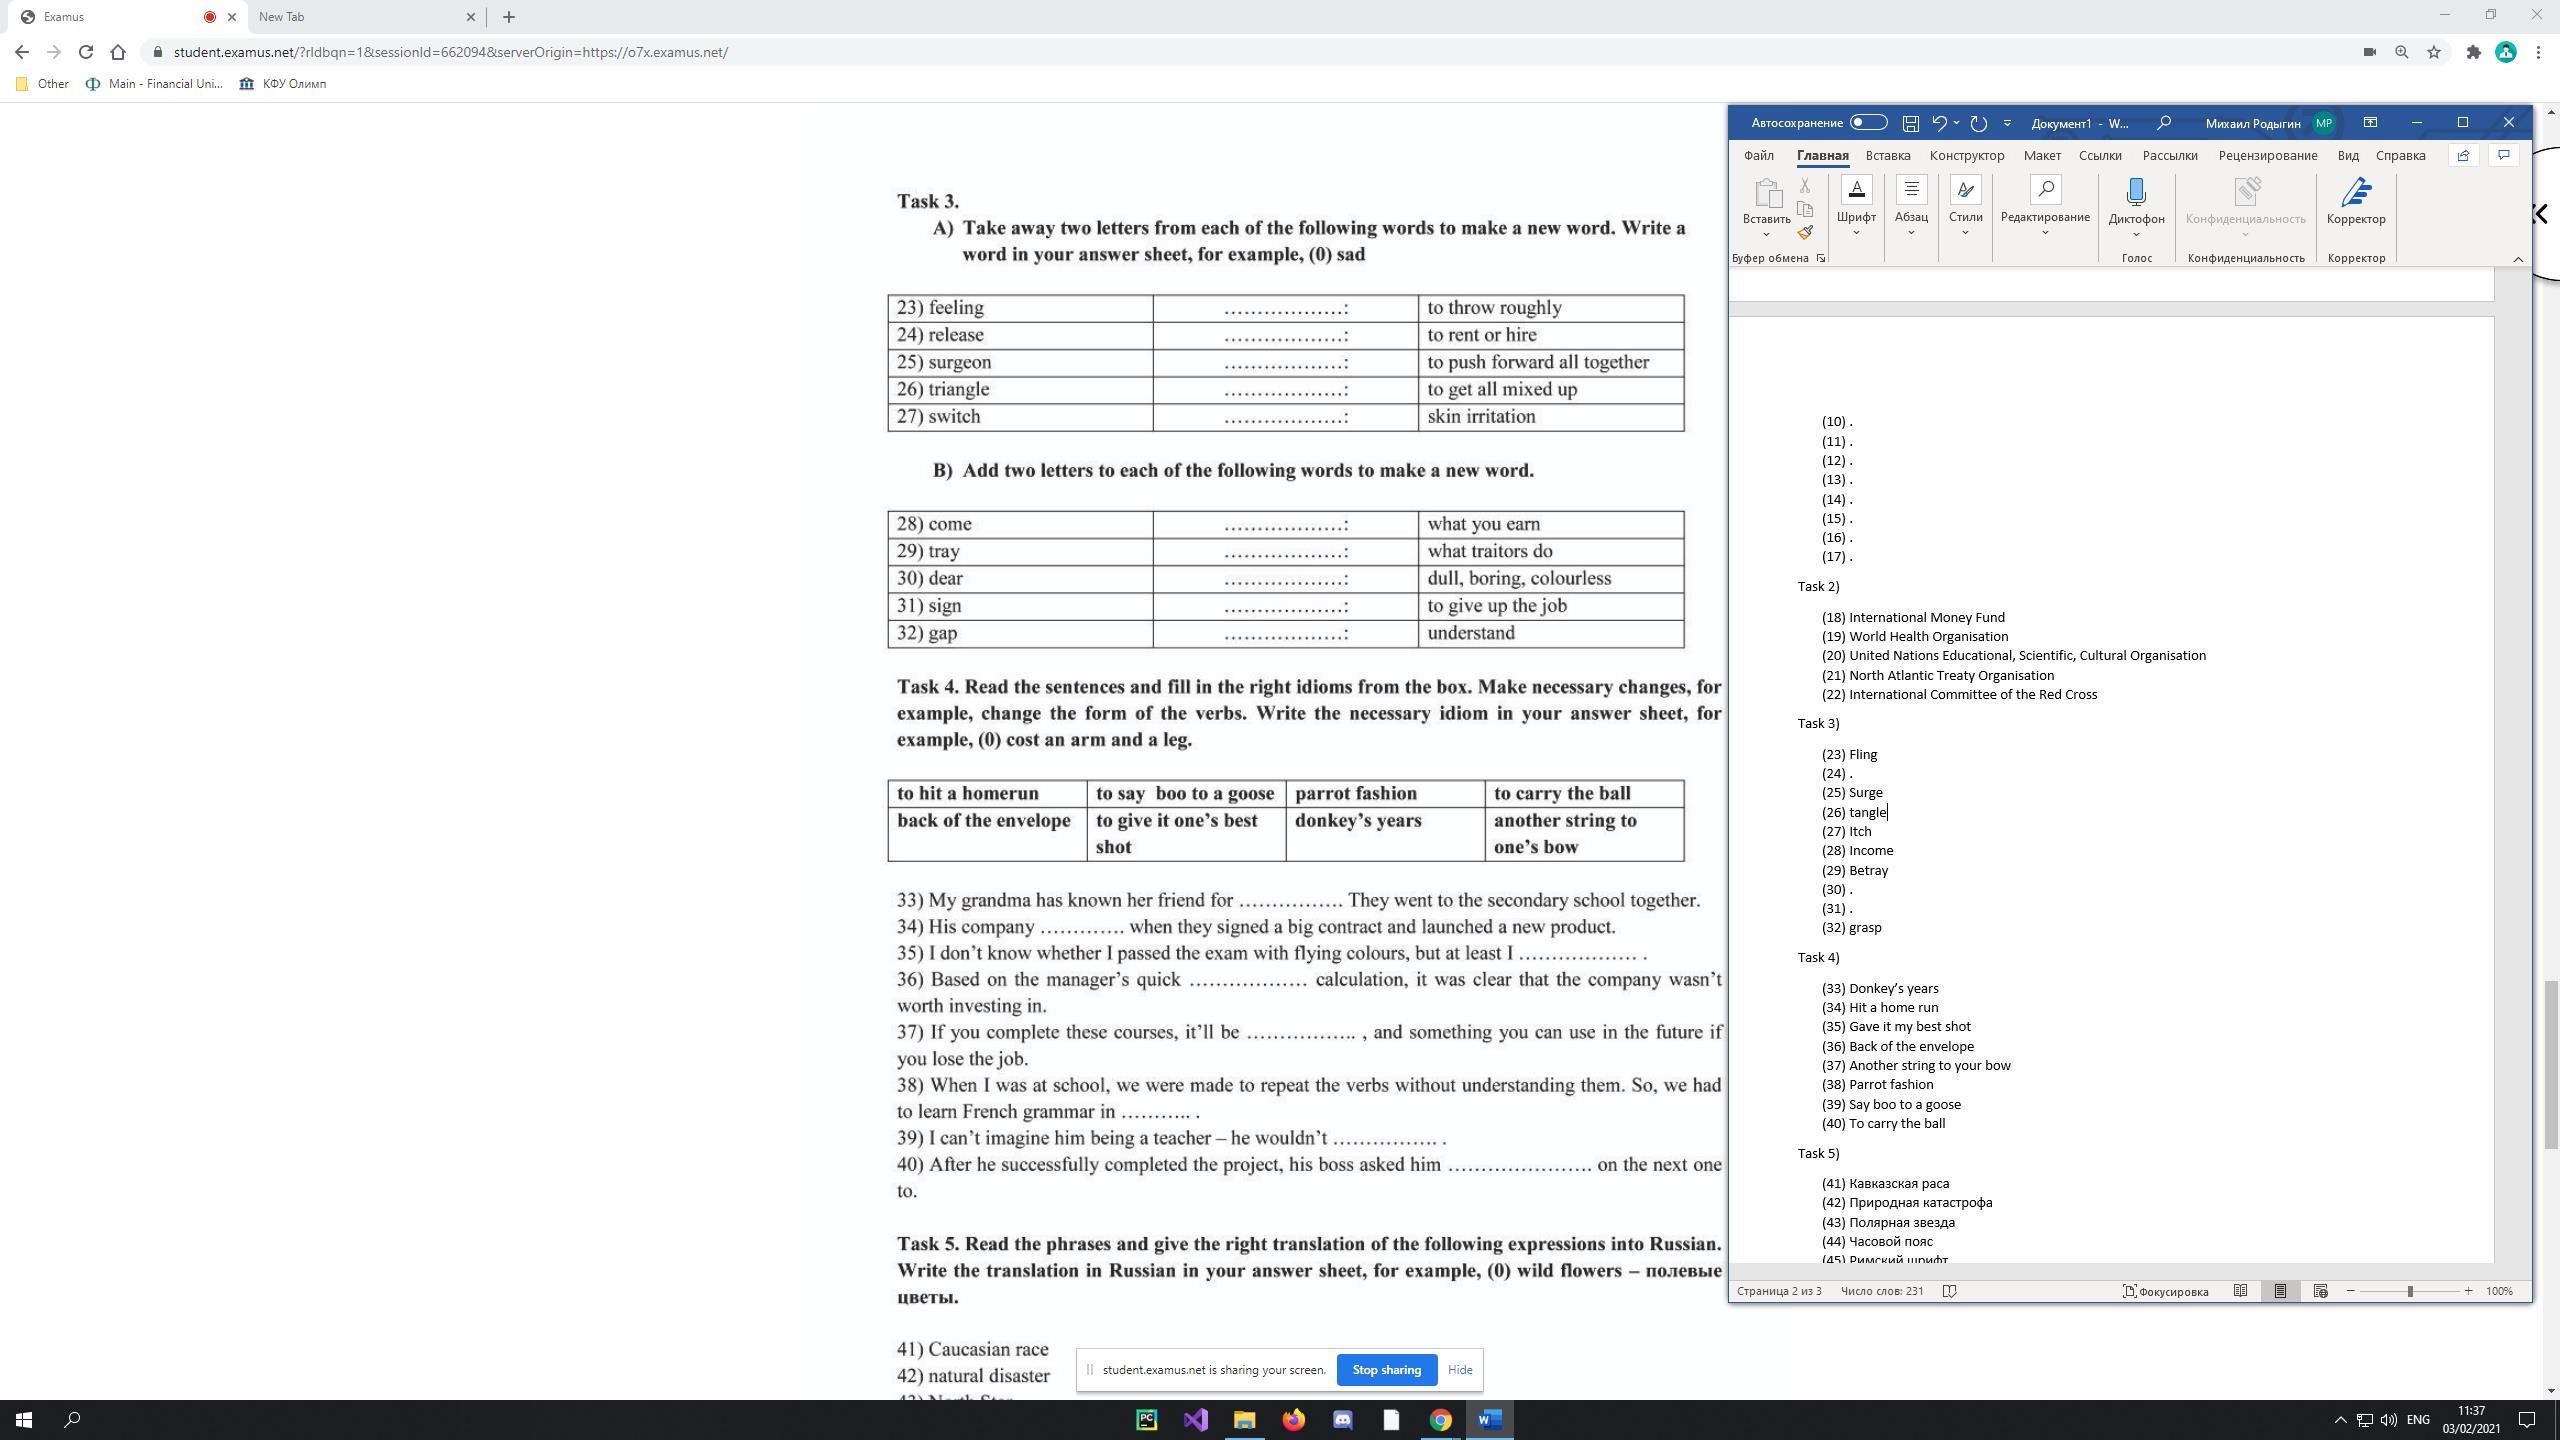 Examus
New Tab
student.examus.net/?rldbqn=1&sessionId=662094&serverOrigin=https://o7x.examus.net/
Other
Main - Financial Uni...
КФУ Олимп
Task 3.
A) Take away two letters from each of the following words to make a new word. Write a
word in your answer sheet, for example, (0) sad
23) feeling ………………: to throw roughly
24) release ………………: to rent or hire
25) surgeon ………………: to push forward all together
26) triangle ………………: to get all mixed up
27) switch ………………: skin irritation
B) Add two letters to each of the following words to make a new word.
28) come ………………: what you earn
29) tray ………………: what traitors do
30) dear ………………: dull, boring, colourless
31) sign ………………: to give up the job
32) gap ………………: understand
Task 4. Read the sentences and fill in the right idioms from the box. Make necessary changes, for
example, change the form of the verbs. Write the necessary idiom in your answer sheet, for
example, (0) cost an arm and a leg.
to hit a homerun
to say boo to a goose
parrot fashion
to carry the ball
back of the envelope
to give it one’s best
shot
donkey’s years
another string to
one’s bow
33) My grandma has known her friend for ……………. They went to the secondary school together.
34) His company …………. when they signed a big contract and launched a new product.
35) I don’t know whether I passed the exam with flying colours, but at least I ……………… .
36) Based on the manager’s quick ……………… calculation, it was clear that the company wasn’t
worth investing in.
37) If you complete these courses, it’ll be …………….. , and something you can use in the future if
you lose the job.
38) When I was at school, we were made to repeat the verbs without understanding them. So, we had
to learn French grammar in ……….. .
39) I can’t imagine him being a teacher – he wouldn’t ……………. .
40) After he successfully completed the project, his boss asked him …………………. on the next one
to.
Task 5. Read the phrases and give the right translation of the following expressions into Russian.
Write the translation in Russian in your answer sheet, for example, (0) wild flowers – полевые
цветы.
41) Caucasian race
42) natural disaster
43) North Star
Автосохранение
Документ1 - W...
Михаил Родыгин
МР
Файл
Главная
Вставка
Конструктор
Макет
Ссылки
Рассылки
Рецензирование
Вид
Справка
Вставить
Шрифт
Абзац
Стили
Редактирование
Диктофон
Конфиденциальность
Корректор
Буфер обмена
Голос
Конфиденциальность
Корректор
(10) .
(11) .
(12) .
(13) .
(14) .
(15) .
(16) .
(17) .
Task 2)
(18) International Money Fund
(19) World Health Organisation
(20) United Nations Educational, Scientific, Cultural Organisation
(21) North Atlantic Treaty Organisation
(22) International Committee of the Red Cross
Task 3)
(23) Fling
(24) .
(25) Surge
(26) tangle
(27) Itch
(28) Income
(29) Betray
(30) .
(31) .
(32) grasp
Task 4)
(33) Donkey’s years
(34) Hit a home run
(35) Gave it my best shot
(36) Back of the envelope
(37) Another string to your bow
(38) Parrot fashion
(39) Say boo to a goose
(40) To carry the ball
Task 5)
(41) Кавказская раса
(42) Природная катастрофа
(43) Полярная звезда
(44) Часовой пояс
(45) Римский шрифт
Страница 2 из 3
Число слов: 231
Фокусировка
100%
student.examus.net is sharing your screen.
Stop sharing
Hide
PC
ENG
11:37
03/02/2021